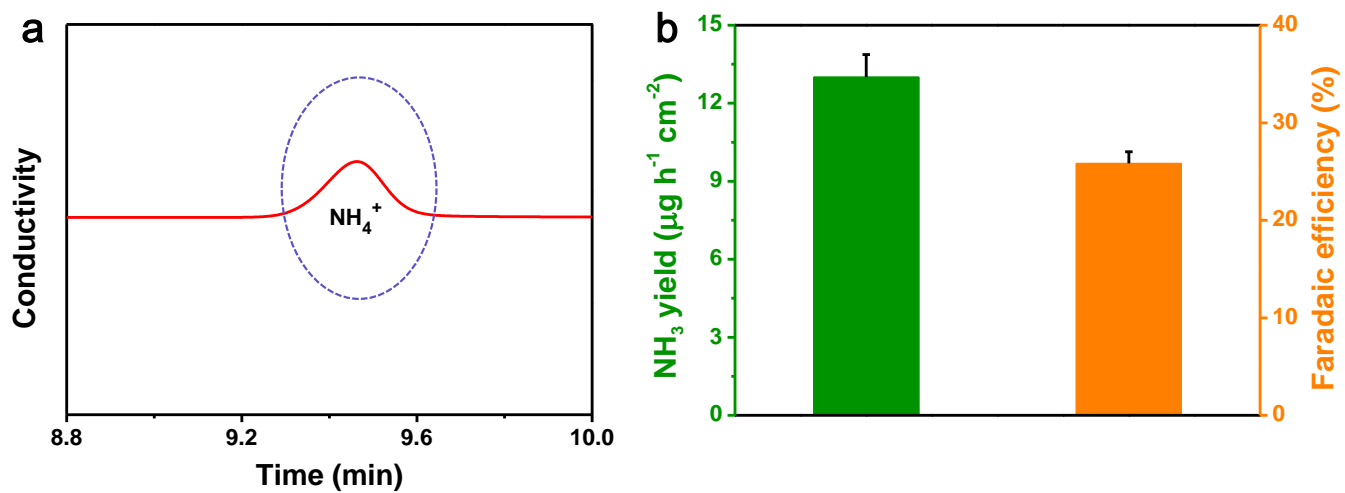 a
Conductivity
NH₄⁺
8.8
9.2
9.6
10.0
Time (min)
b
NH₃ yield (μg h⁻¹ cm⁻²)
15
12
9
6
3
0
40
30
20
10
0
Faradaic efficiency (%)